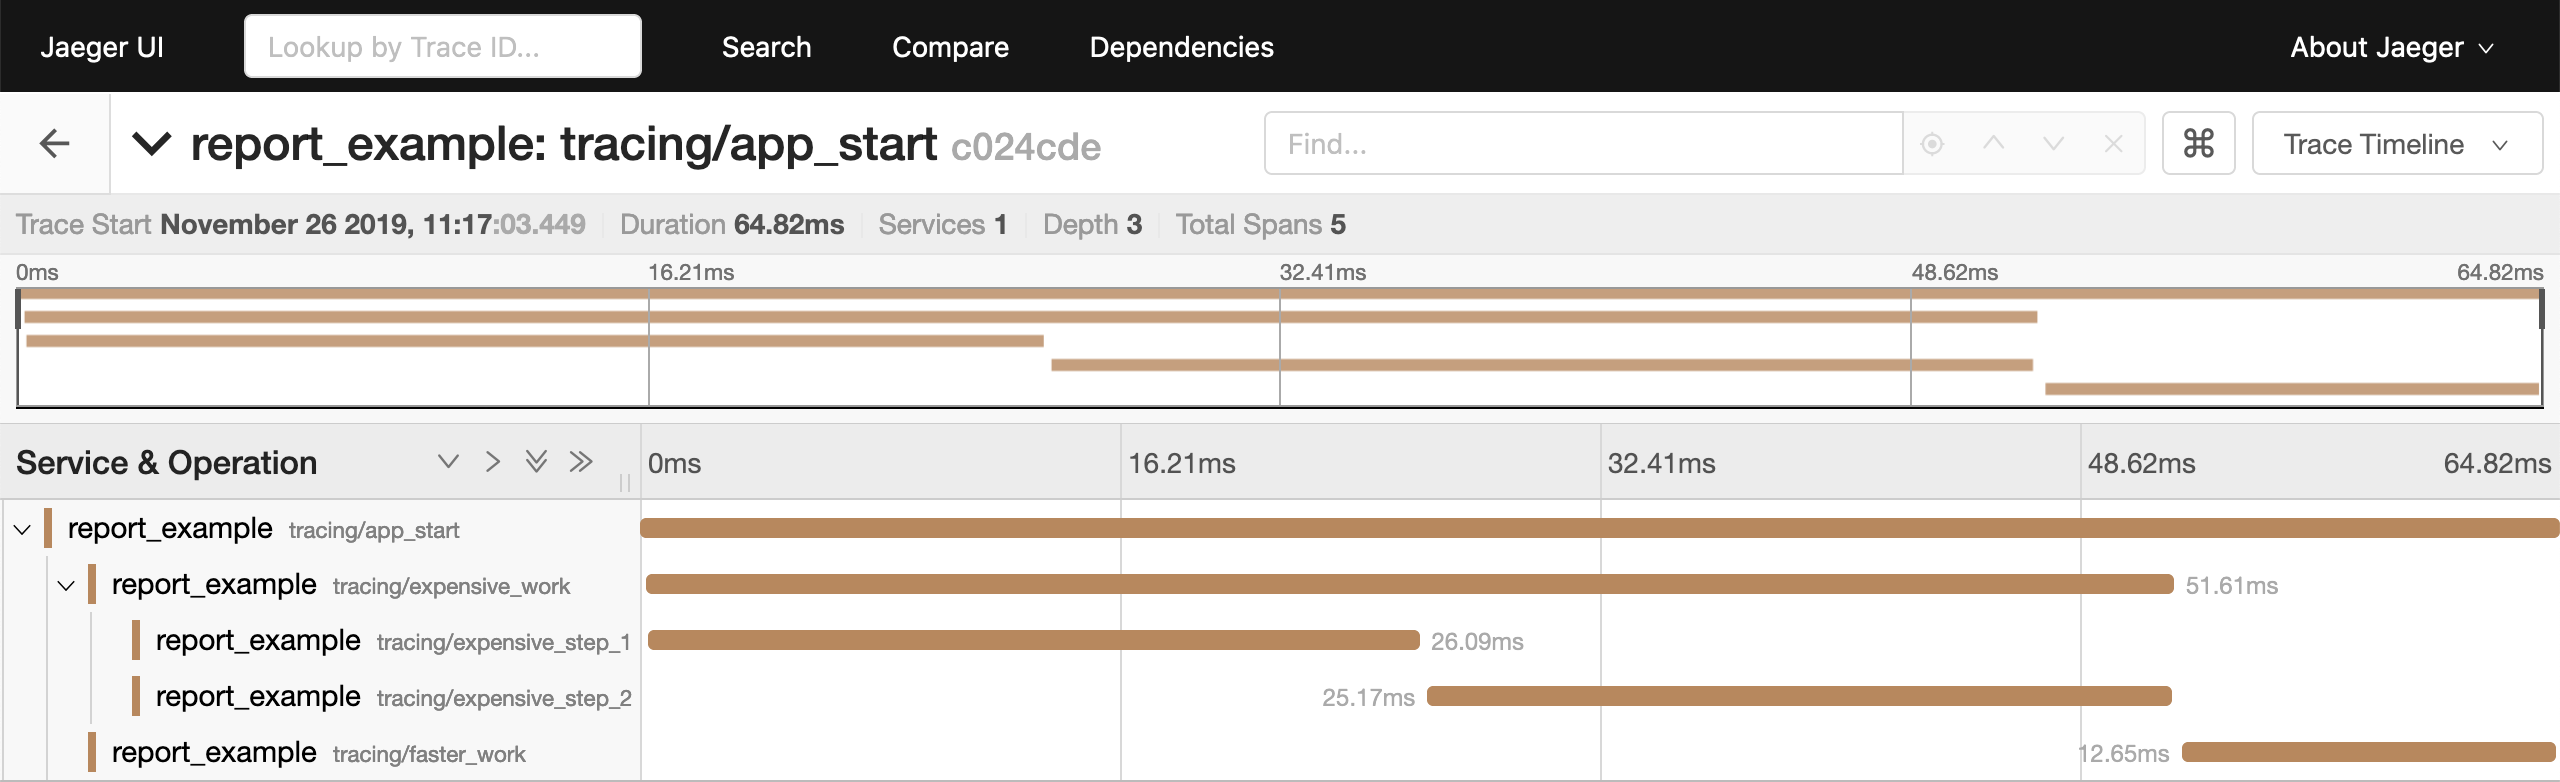 Jaeger UI Lookup by Trace ID... Search Compare Dependencies About Jaeger
report_example: tracing/app_start c024cde Find... ⌘ Trace Timeline
Trace Start November 26 2019, 11:17:03.449 Duration 64.82ms Services 1 Depth 3 Total Spans 5
0ms 16.21ms 32.41ms 48.62ms 64.82ms
Service & Operation 0ms 16.21ms 32.41ms 48.62ms 64.82ms
report_example tracing/app_start
report_example tracing/expensive_work 51.61ms
report_example tracing/expensive_step_1 26.09ms
report_example tracing/expensive_step_2 25.17ms
report_example tracing/faster_work 12.65ms